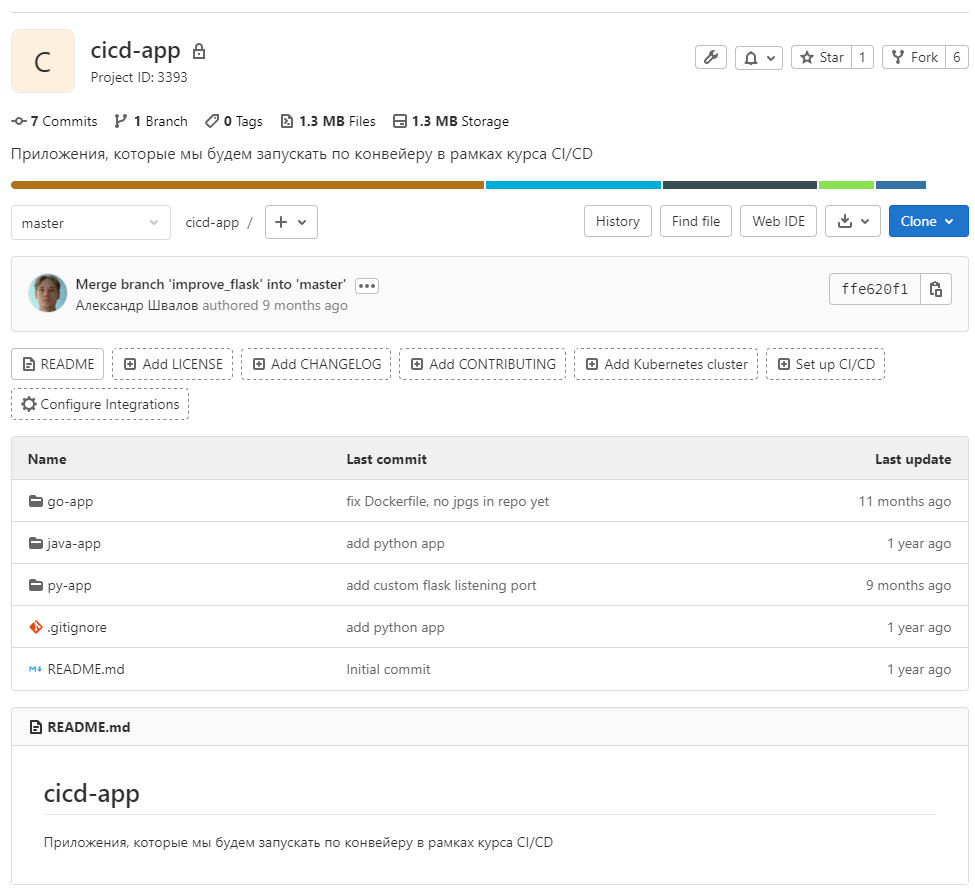 C
cicd-app
Project ID: 3393
Star 1
Fork 6
7 Commits 1 Branch 0 Tags 1.3 MB Files 1.3 MB Storage
Приложения, которые мы будем запускать по конвейеру в рамках курса CI/CD
master cicd-app / + History Find file Web IDE Clone
Merge branch 'improve_flask' into 'master' •••
Александр Швалов authored 9 months ago
ffe620f1
README Add LICENSE Add CHANGELOG Add CONTRIBUTING Add Kubernetes cluster Set up CI/CD
Configure Integrations
Name Last commit Last update
go-app fix Dockerfile, no jpgs in repo yet 11 months ago
java-app add python app 1 year ago
py-app add custom flask listening port 9 months ago
.gitignore add python app 1 year ago
README.md Initial commit 1 year ago
README.md
cicd-app
Приложения, которые мы будем запускать по конвейеру в рамках курса CI/CD